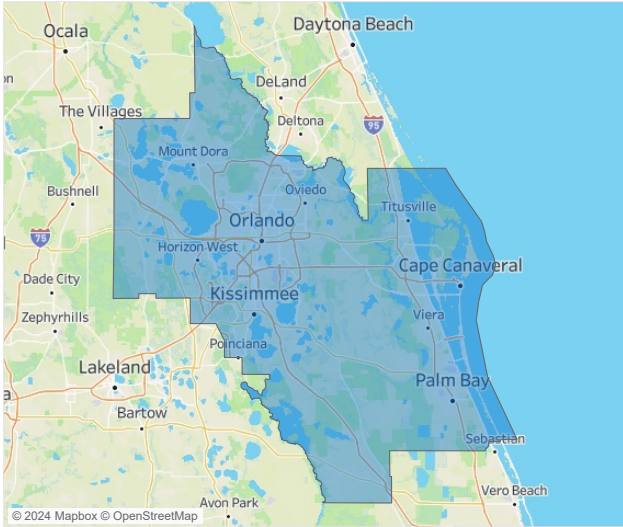 Daytona Beach
Ocala
DeLand
The Villages
Deltona
95
Mount Dora
Bushnell
Oviedo
Titusville
Orlando
75
Horizon West
Cape Canaveral
Dade City
Kissimmee
Zephyrhills
Viera
Poinciana
Lakeland
Palm Bay
Bartow
Sebastian
Vero Beach
Avon Park
© 2024 Mapbox © OpenStreetMap